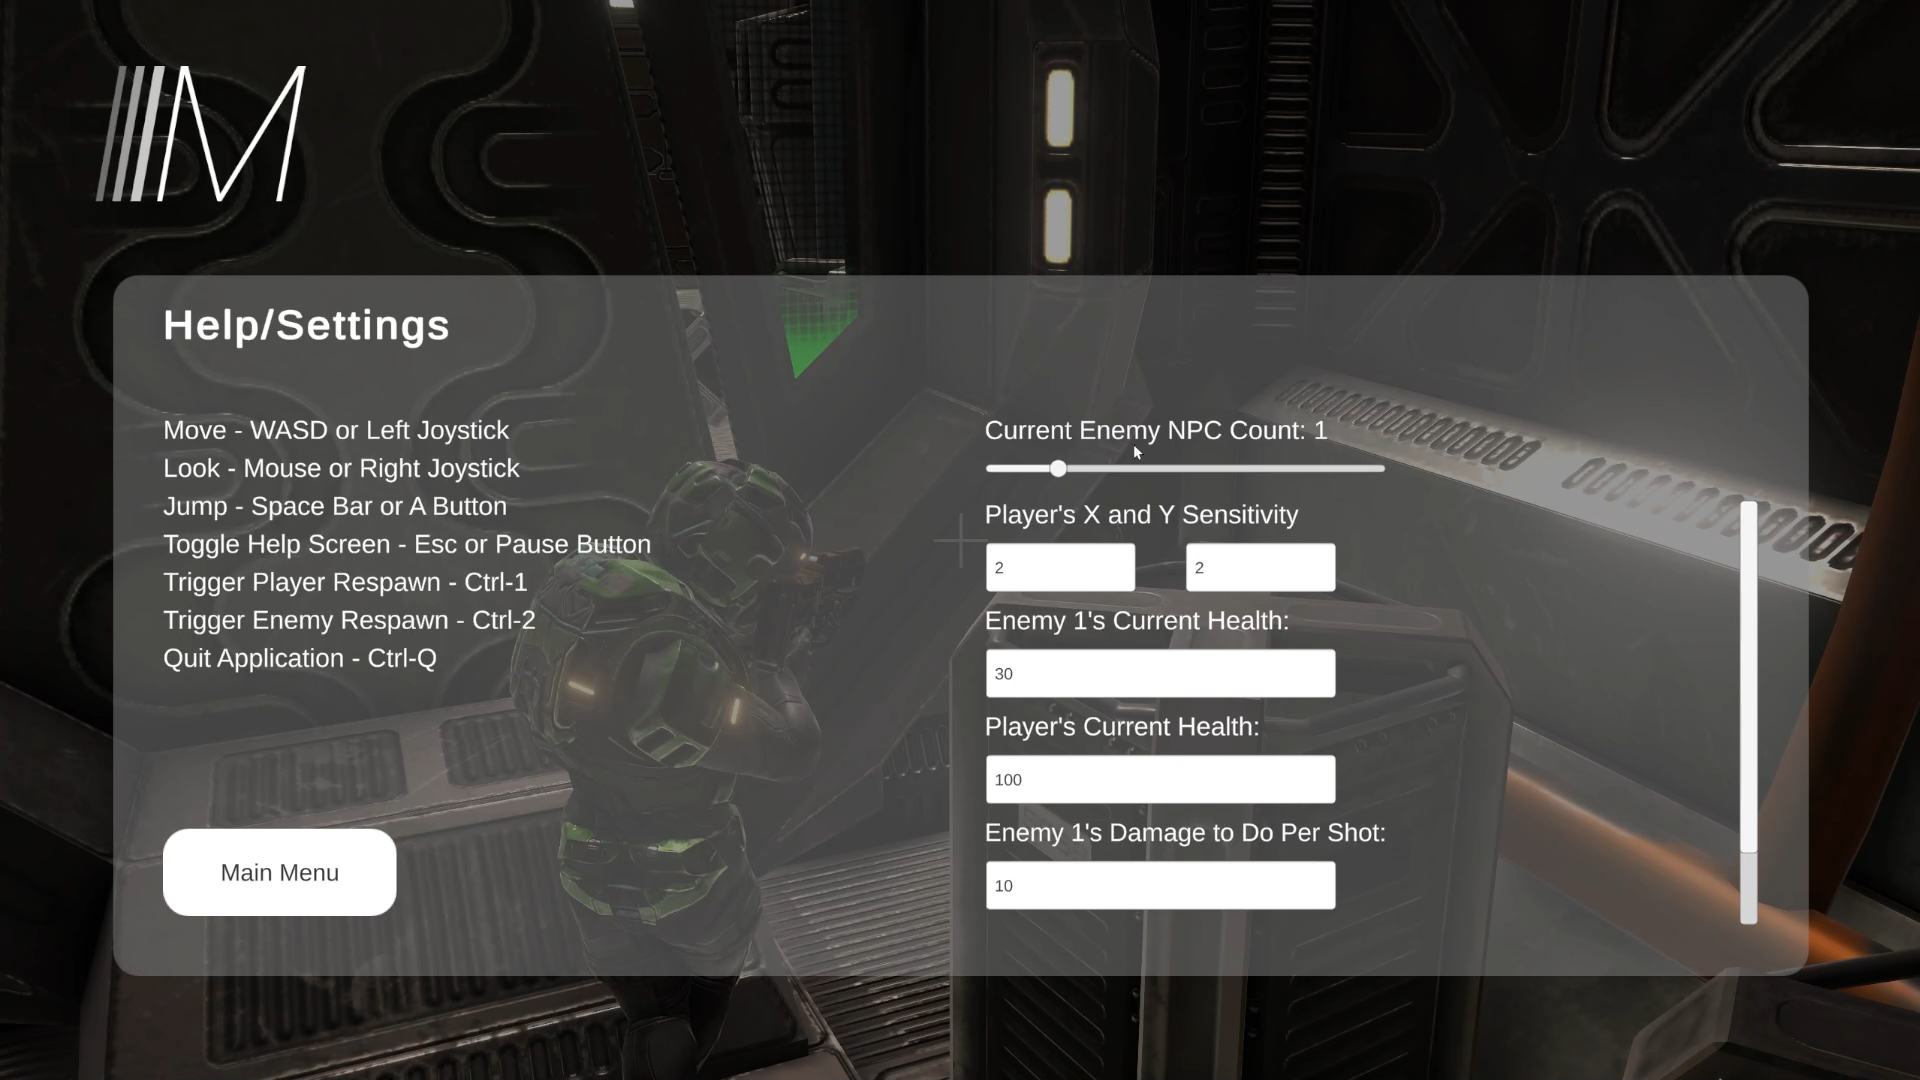 M
Help/Settings
Move - WASD or Left Joystick
Look - Mouse or Right Joystick
Jump - Space Bar or A Button
Toggle Help Screen - Esc or Pause Button
Trigger Player Respawn - Ctrl-1
Trigger Enemy Respawn - Ctrl-2
Quit Application - Ctrl-Q
Main Menu
Current Enemy NPC Count: 1
Player's X and Y Sensitivity
2 2
Enemy 1's Current Health:
30
Player's Current Health:
100
Enemy 1's Damage to Do Per Shot:
10